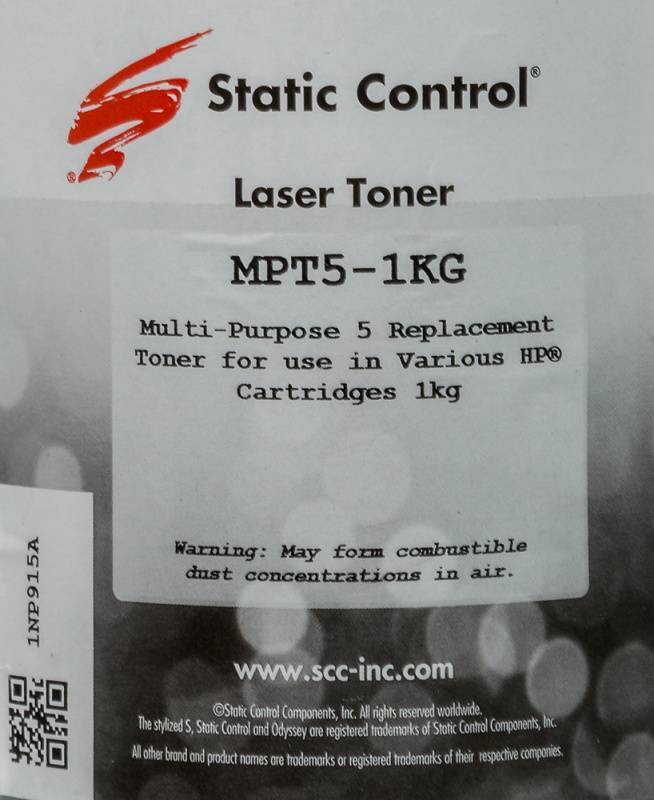 Static Control®
®
Laser Toner
MPT5-1KG
Multi-Purpose 5 Replacement
Toner for use in Various HP®
Cartridges 1kg
Warning: May form combustible
dust concentrations in air.
1NP915A
www.scc-inc.com
©Static Control Components, Inc. All rights reserved worldwide.
The stylized S, Static Control and Odyssey are registered trademarks of Static Control Components, Inc.
All other brand and product names are trademarks or registered trademarks of their respective companies.